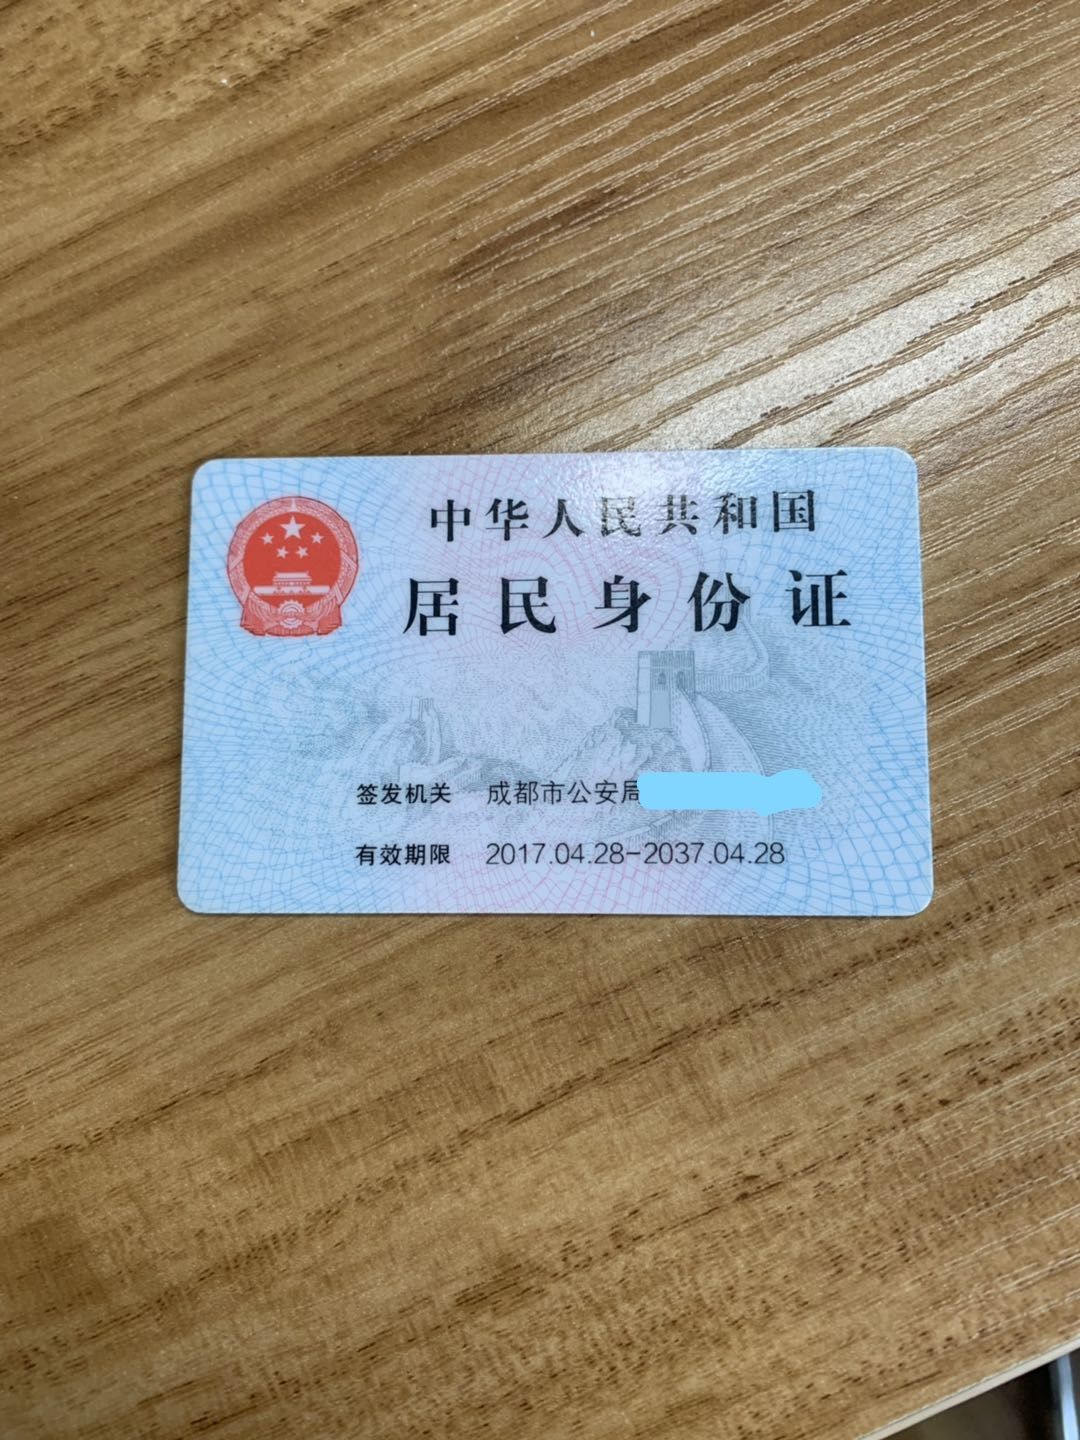 中华人民共和国
居民身份证
签发机关 成都市公安局
有效期限 2017.04.28-2037.04.28